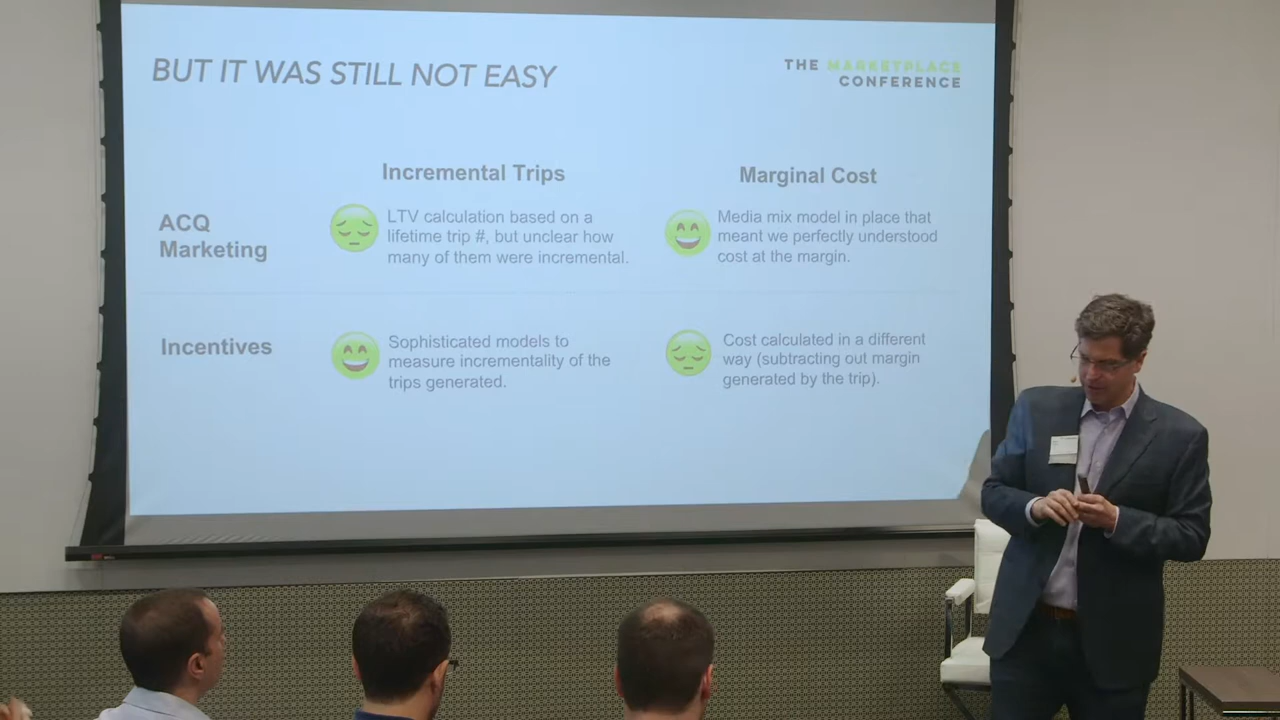 BUT IT WAS STILL NOT EASY
THE MARKETPLACE
CONFERENCE
Incremental Trips
Marginal Cost
ACQ
Marketing
LTV calculation based on a
lifetime trip #, but unclear how
many of them were incremental.
Media mix model in place that
meant we perfectly understood
cost at the margin.
Incentives
Sophisticated models to
measure incrementality of the
trips generated.
Cost calculated in a different
way (subtracting out margin
generated by the trip).